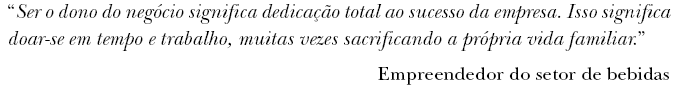 “Ser o dono do negócio significa dedicação total ao sucesso da empresa. Isso significa
doar-se em tempo e trabalho, muitas vezes sacrificando a própria vida familiar.”
Empreendedor do setor de bebidas